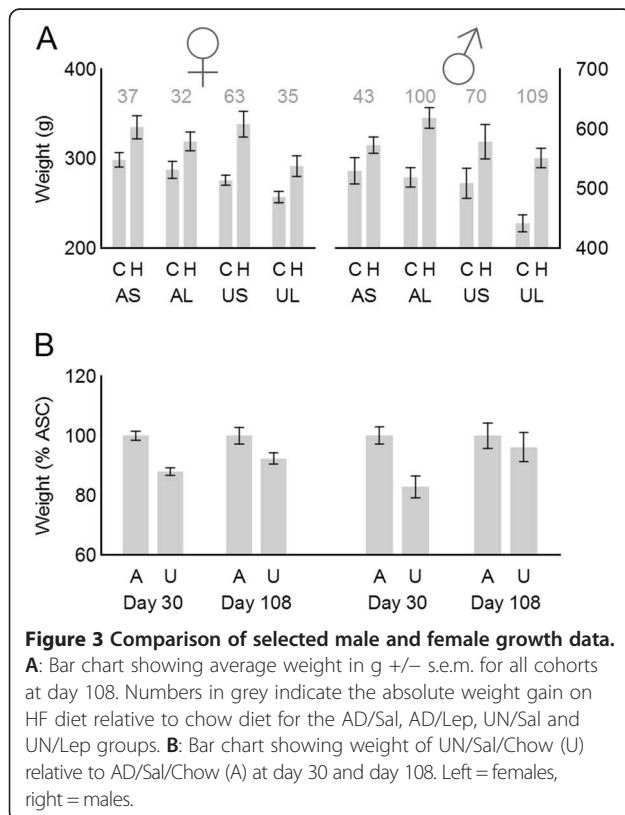 A
400
700
37 32 63 35 43 100 70 109
Weight (g)
300
600
500
200
400
C H C H C H C H C H C H C H C H
AS AL US UL AS AL US UL
B
120
Weight (% ASC)
100
80
60
A U A U A U A U
Day 30 Day 108 Day 30 Day 108
Figure 3 Comparison of selected male and female growth data.
A: Bar chart showing average weight in g +/− s.e.m. for all cohorts
at day 108. Numbers in grey indicate the absolute weight gain on
HF diet relative to chow diet for the AD/Sal, AD/Lep, UN/Sal and
UN/Lep groups. B: Bar chart showing weight of UN/Sal/Chow (U)
relative to AD/Sal/Chow (A) at day 30 and day 108. Left = females,
right = males.